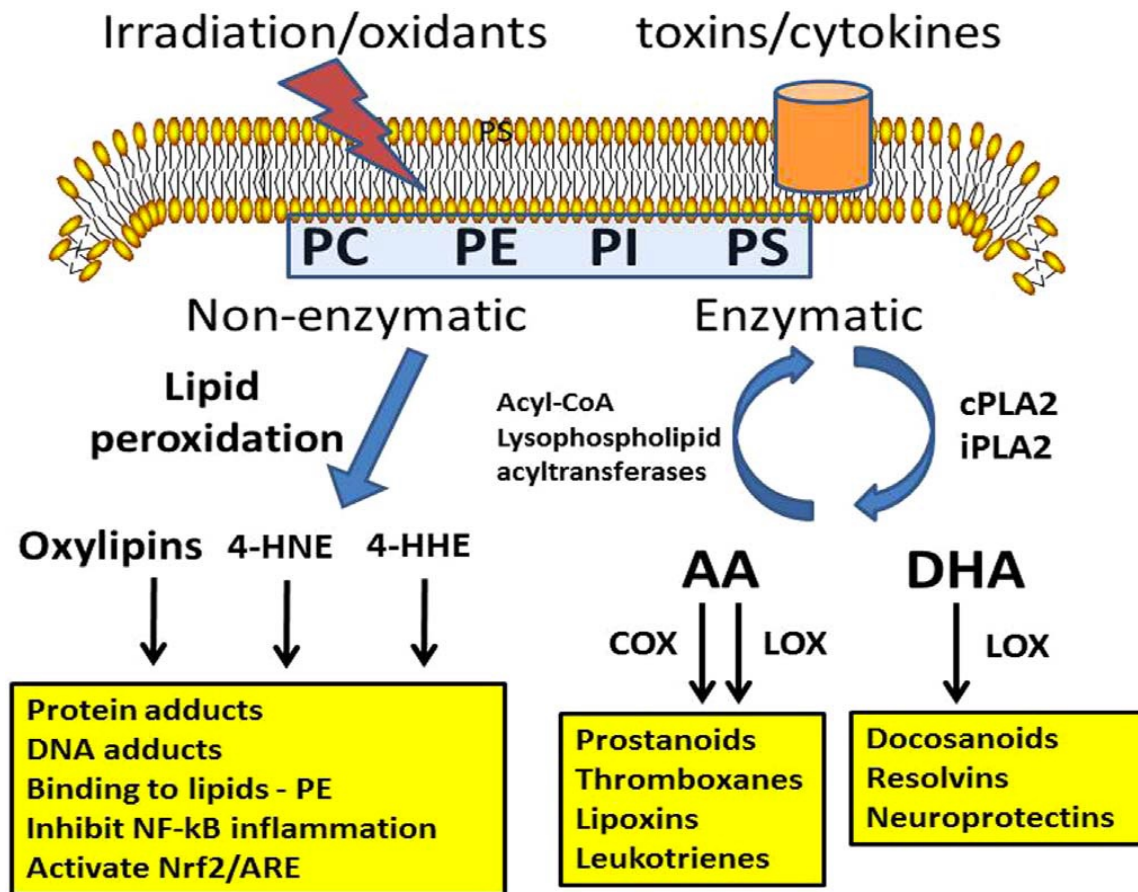 Irradiation/oxidants
toxins/cytokines
PS
PC PE PI PS
Non-enzymatic
Enzymatic
Lipid
peroxidation
Acyl-CoA
Lysophospholipid
acyltransferases
cPLA2
iPLA2
Oxylipins 4-HNE 4-HHE
AA
DHA
COX
LOX
LOX
Protein adducts
DNA adducts
Binding to lipids - PE
Inhibit NF-kB inflammation
Activate Nrf2/ARE
Prostanoids
Thromboxanes
Lipoxins
Leukotrienes
Docosanoids
Resolvins
Neuroprotectins